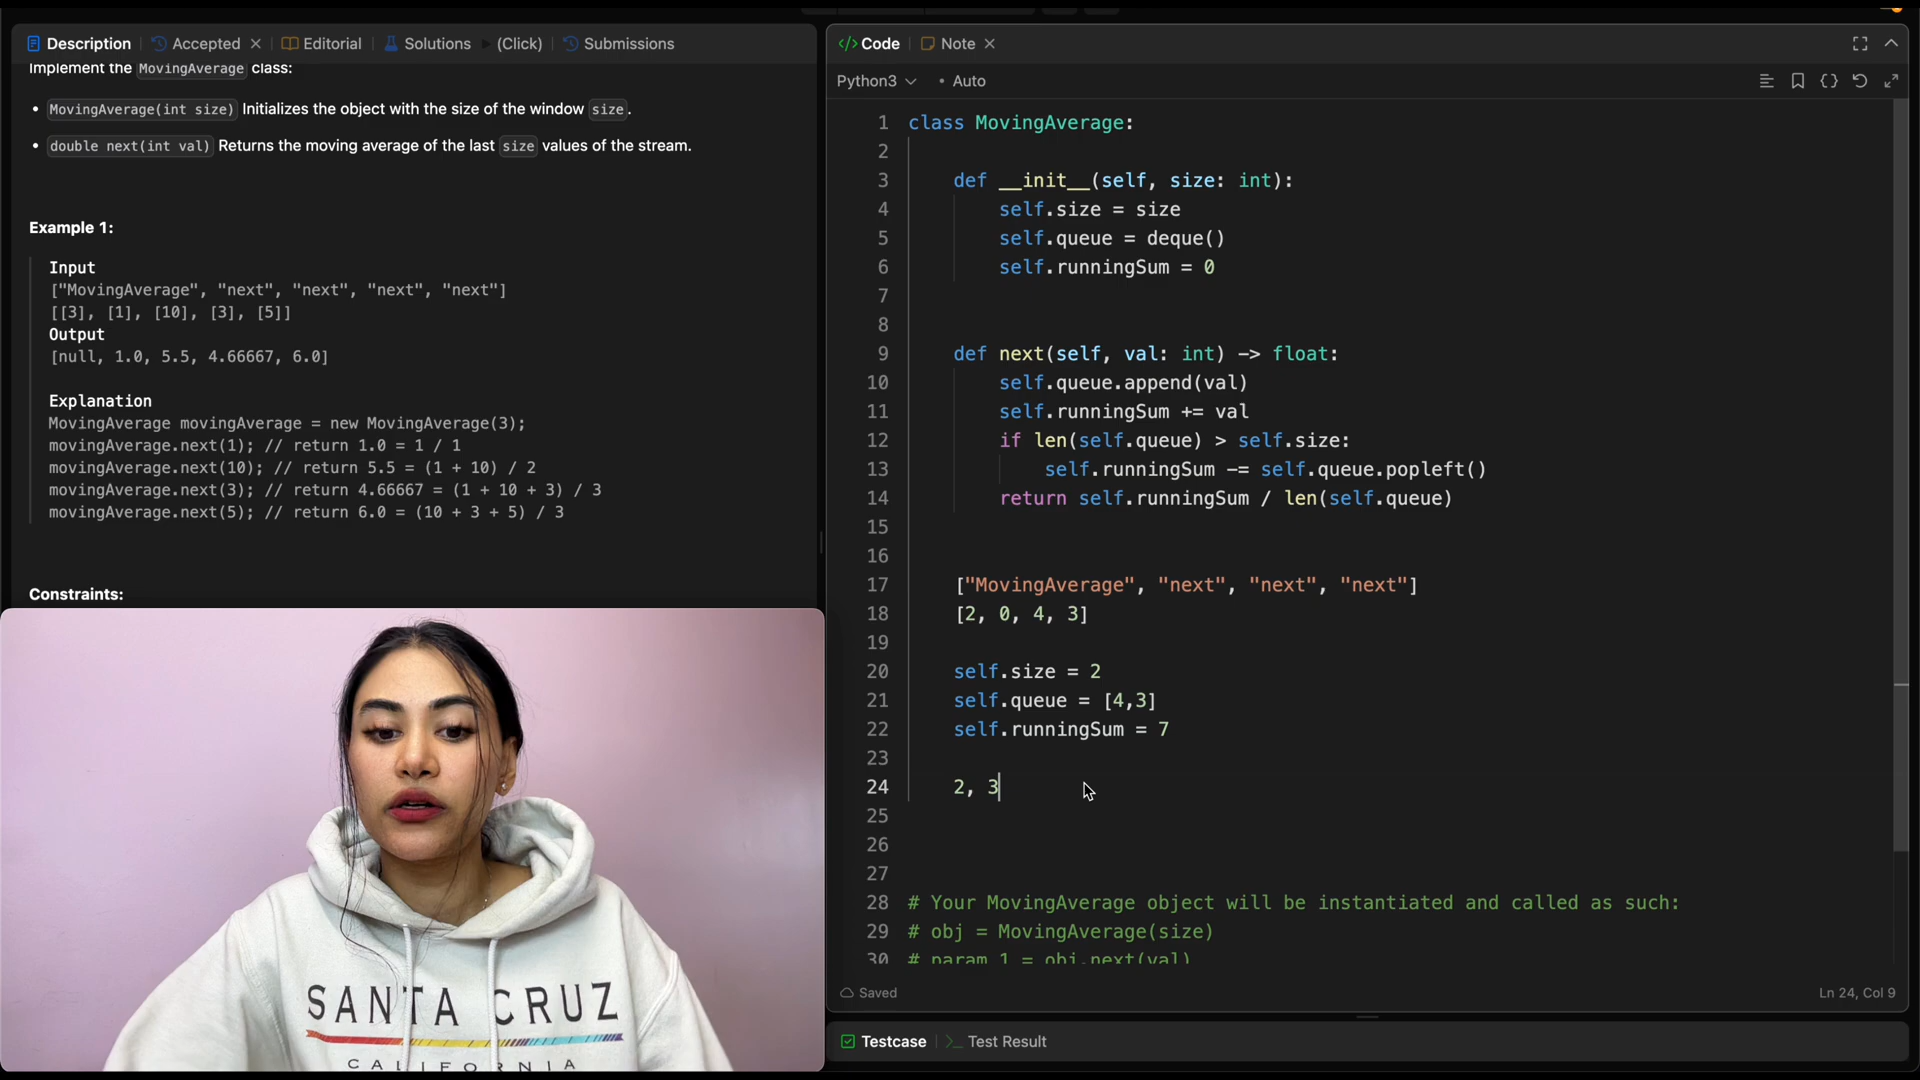 Description
Accepted
Editorial
Solutions
(Click)
Submissions
Implement the MovingAverage class:
• MovingAverage(int size) Initializes the object with the size of the window size.
• double next(int val) Returns the moving average of the last size values of the stream.
Example 1:
Input
["MovingAverage", "next", "next", "next", "next"]
[[3], [1], [10], [3], [5]]
Output
[null, 1.0, 5.5, 4.66667, 6.0]
Explanation
MovingAverage movingAverage = new MovingAverage(3);
movingAverage.next(1); // return 1.0 = 1 / 1
movingAverage.next(10); // return 5.5 = (1 + 10) / 2
movingAverage.next(3); // return 4.66667 = (1 + 10 + 3) / 3
movingAverage.next(5); // return 6.0 = (10 + 3 + 5) / 3
Constraints:
SANTA CRUZ
CALIFORNIA
</> Code
Note
Python3
• Auto
1 class MovingAverage:
2
3 def __init__(self, size: int):
4 self.size = size
5 self.queue = deque()
6 self.runningSum = 0
7
8
9 def next(self, val: int) -> float:
10 self.queue.append(val)
11 self.runningSum += val
12 if len(self.queue) > self.size:
13 self.runningSum -= self.queue.popleft()
14 return self.runningSum / len(self.queue)
15
16
17 ["MovingAverage", "next", "next", "next"]
18 [2, 0, 4, 3]
19
20 self.size = 2
21 self.queue = [4,3]
22 self.runningSum = 7
23
24 2, 3
25
26
27
28 # Your MovingAverage object will be instantiated and called as such:
29 # obj = MovingAverage(size)
30 # param_1 = obj.next(val)
Saved
Ln 24, Col 9
Testcase
Test Result